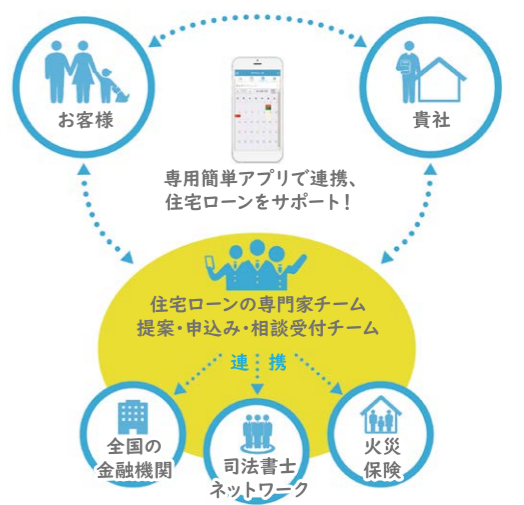 お客様
貴社
専用簡単アプリで連携、
住宅ローンをサポート！
住宅ローンの専門家チーム
提案・申込み・相談受付チーム
連携
全国の
金融機関
司法書士
ネットワーク
火災
保険